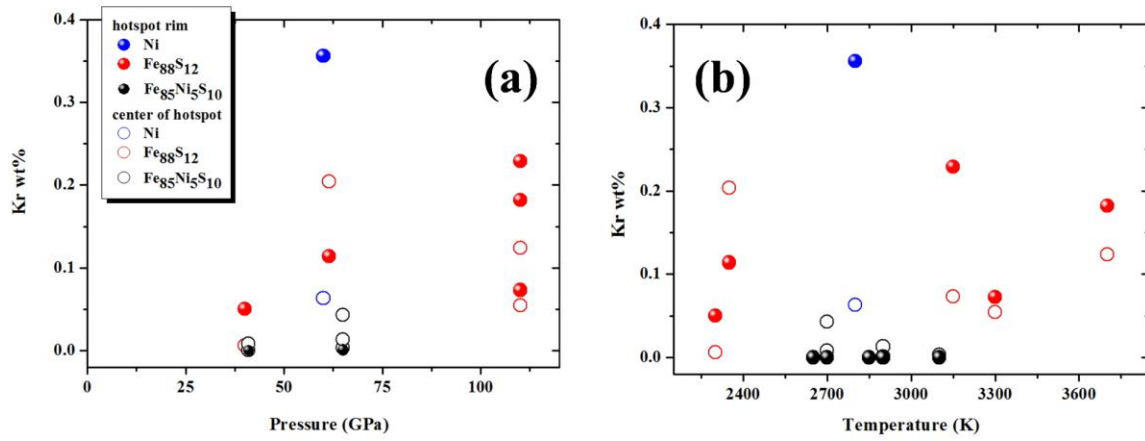 0.4
0.3
0.2
0.1
0.0
Kr wt%
hotspot rim
Ni
Fe88S12
Fe85Ni5S10
center of hotspot
Ni
Fe88S12
Fe85Ni5S10
(a)
0 25 50 75 100
Pressure (GPa)
0.4
0.3
0.2
0.1
0.0
Kr wt%
(b)
2400 2700 3000 3300 3600
Temperature (K)